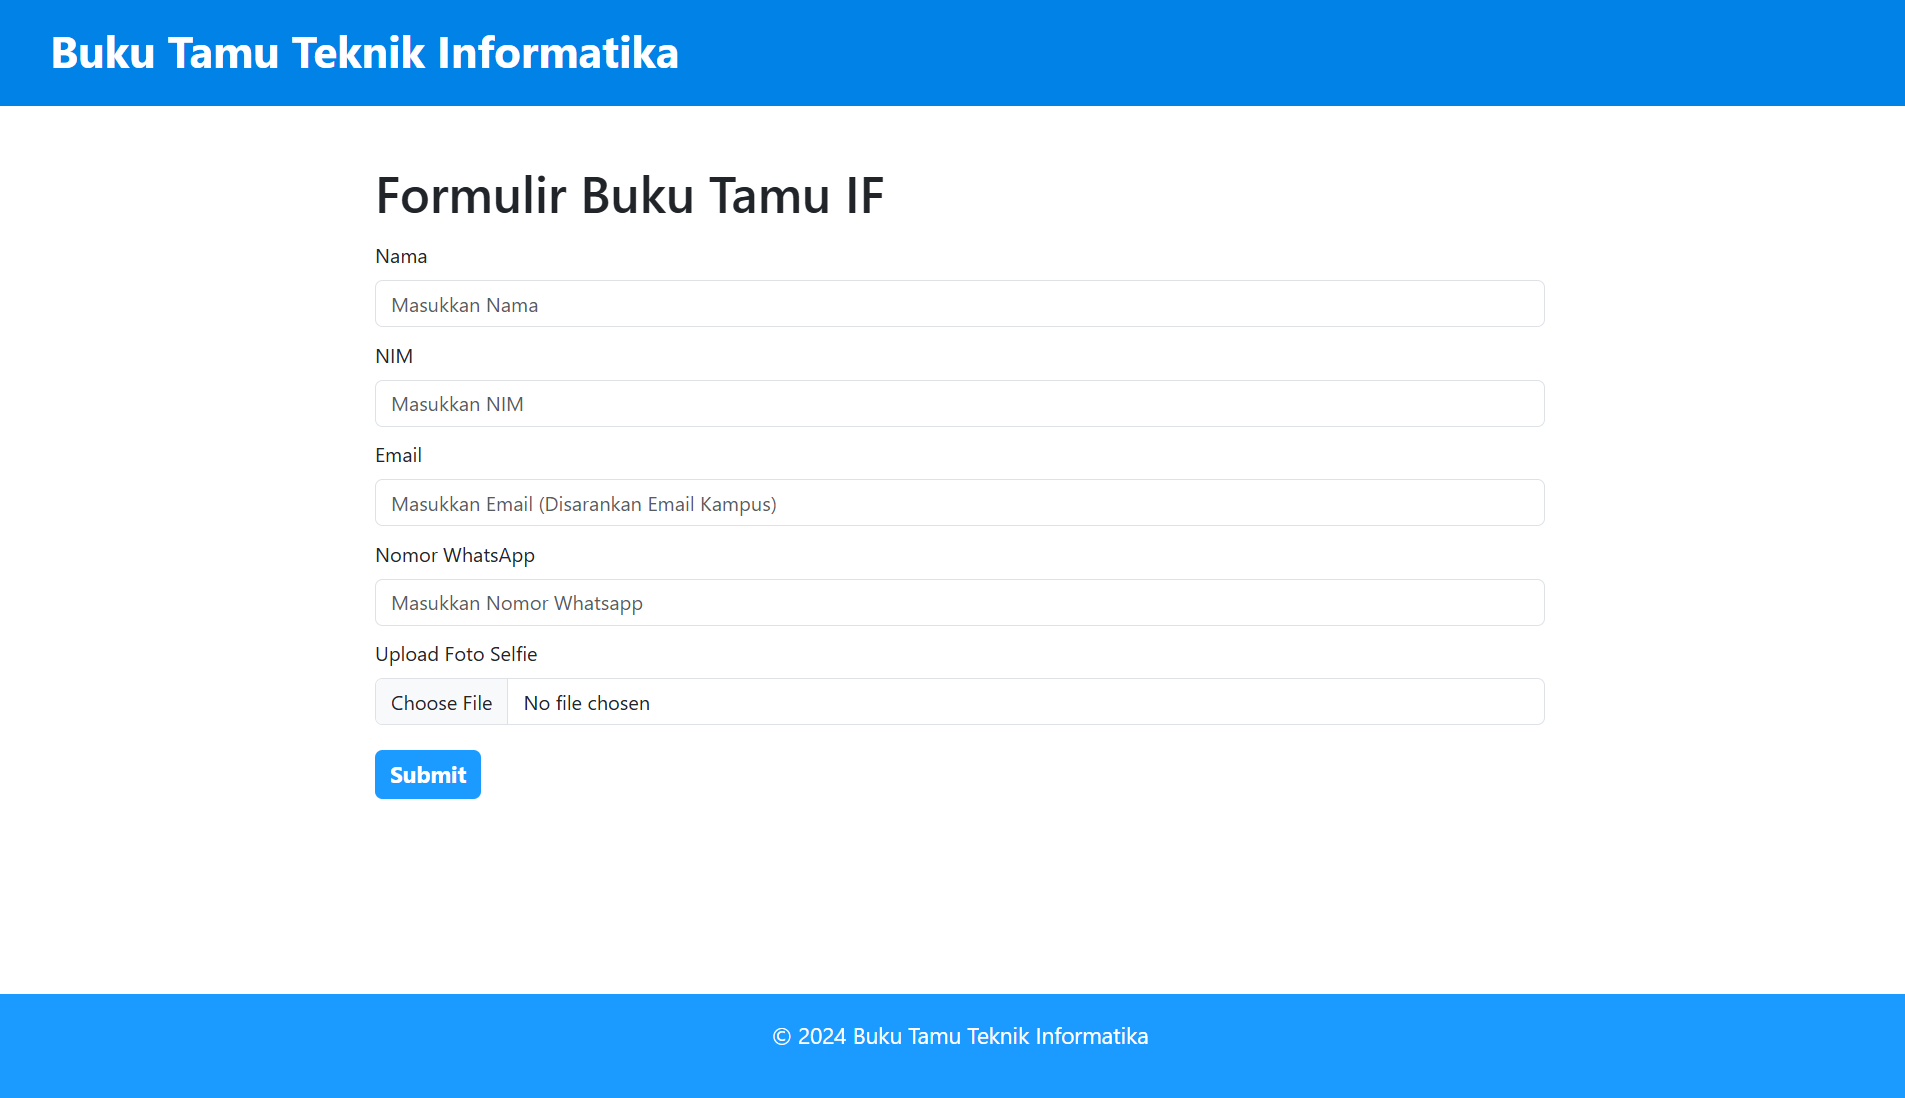 Buku Tamu Teknik Informatika
Formulir Buku Tamu IF
Nama
Masukkan Nama
NIM
Masukkan NIM
Email
Masukkan Email (Disarankan Email Kampus)
Nomor WhatsApp
Masukkan Nomor Whatsapp
Upload Foto Selfie
Choose File No file chosen
Submit
© 2024 Buku Tamu Teknik Informatika